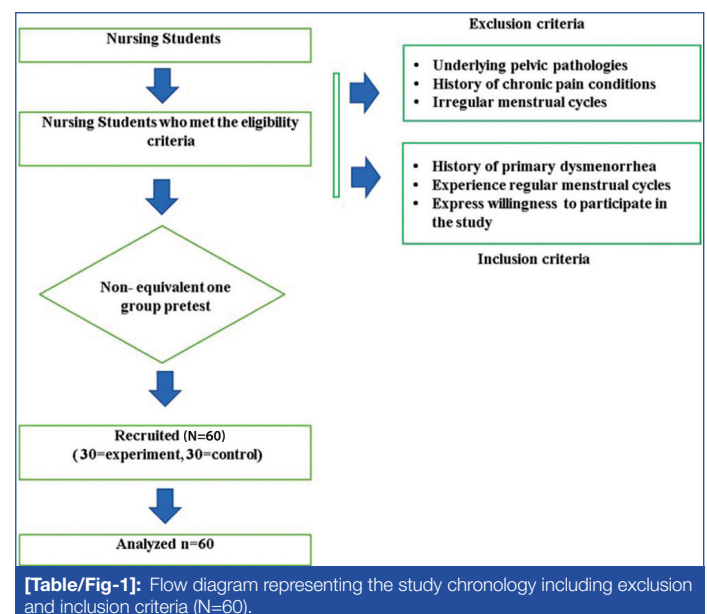 Nursing Students
Nursing Students who met the eligibility
criteria
Non- equivalent one
group pretest
Recruited (N=60)
(30=experiment, 30=control)
Analyzed n=60
Exclusion criteria
• Underlying pelvic pathologies
• History of chronic pain conditions
• Irregular menstrual cycles
• History of primary dysmenorrhea
• Experience regular menstrual cycles
• Express willingness to participate in
the study
Inclusion criteria
[Table/Fig-1]: Flow diagram representing the study chronology including exclusion
and inclusion criteria (N=60).